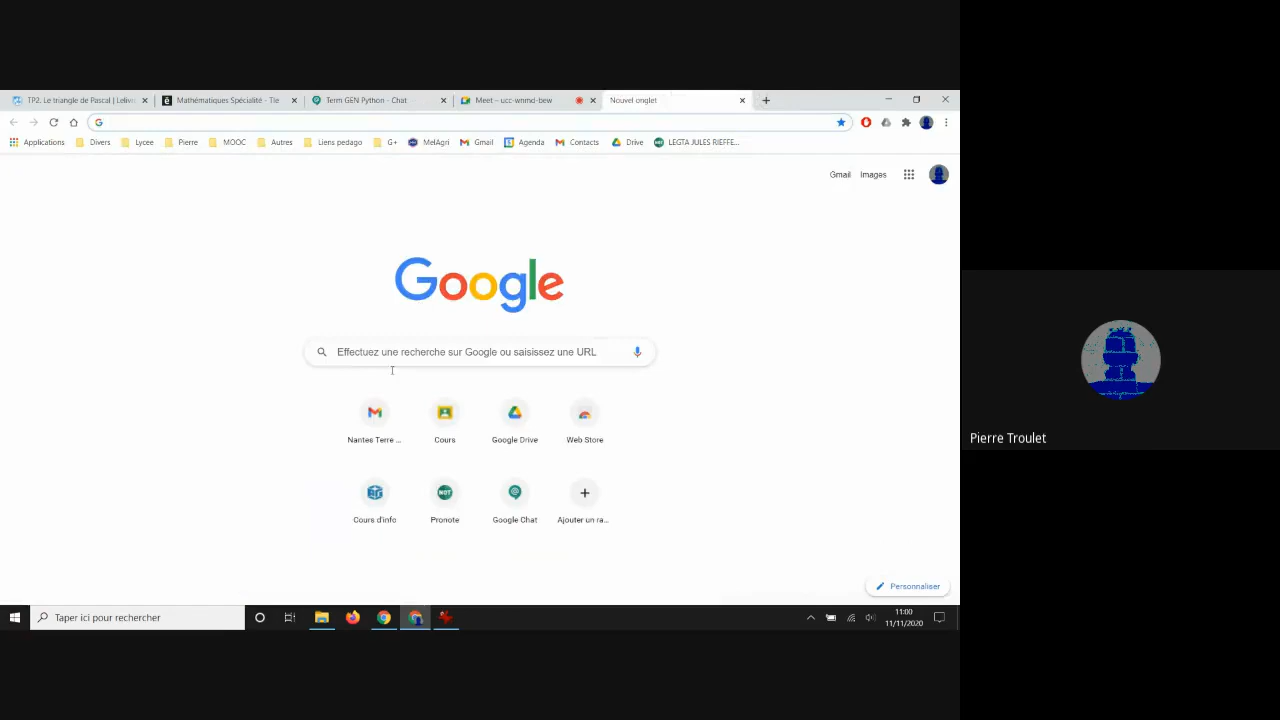 TP2. Le triangle de Pascal | Lelivr
Mathématiques Spécialité - Tle
Term GEN Python - Chat
Meet – ucc-wnmd-bew
Nouvel onglet
Applications
Divers
Lycee
Pierre
MOOC
Autres
Liens pedago
G+
MelAgri
Gmail
Agenda
Contacts
Drive
LEGTA JULES RIEFFE...
Gmail
Images
Google
Effectuez une recherche sur Google ou saisissez une URL
Nantes Terre ...
Cours
Google Drive
Web Store
Cours d'info
Pronote
Google Chat
Ajouter un ra...
Personnaliser
Pierre Troulet
Taper ici pour rechercher
11:00
11/11/2020